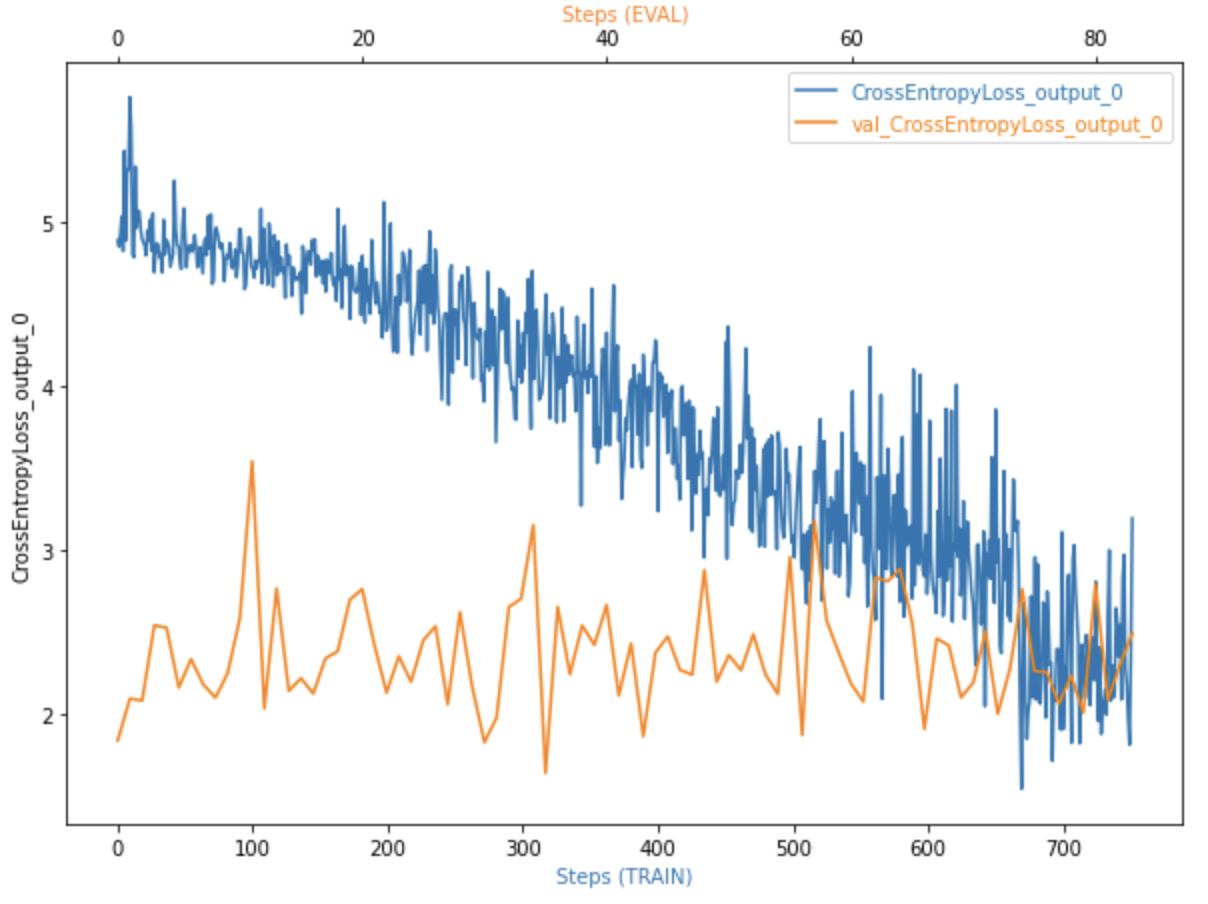 Steps (EVAL)
0 20 40 60 80
CrossEntropyLoss_output_0
val_CrossEntropyLoss_output_0
CrossEntropyLoss_output_0
5
4
3
2
0 100 200 300 400 500 600 700
Steps (TRAIN)